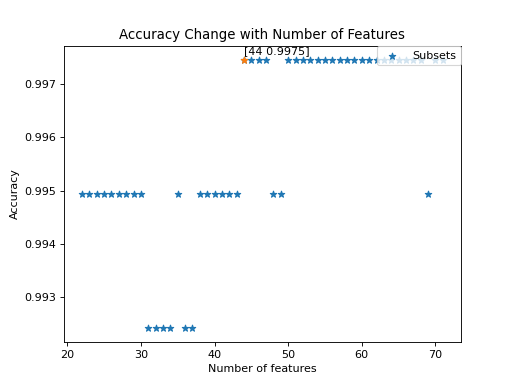 Accuracy Change with Number of Features
[44 0.9975]
Subsets
0.997
0.996
0.995
0.994
0.993
Accuracy
20 30 40 50 60 70
Number of features